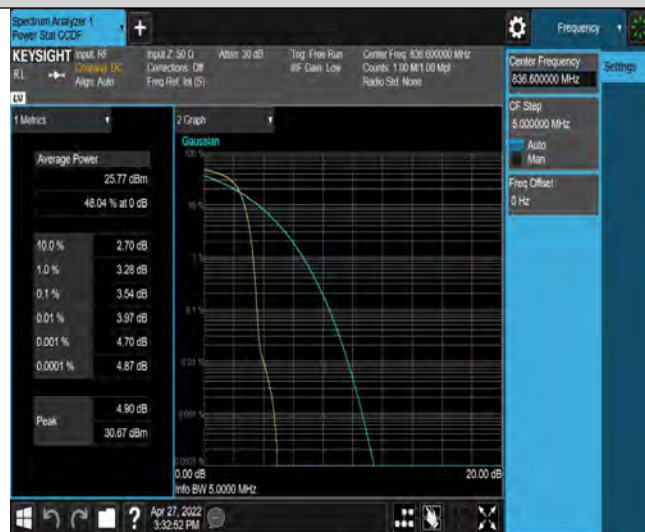 Spectrum Analyzer 1
Power Stat CCDF
Frequency
KEYSIGHT
Input: RF
Coupling: DC
Align: Auto
Input Z: 50 Ω
Corrections: Off
Freq Ref: Int (S)
Atten: 30 dB
Trig: Free Run
#IF Gain: Low
Center Freq: 836.600000 MHz
Counts: 1.00 M/1.00 Mpt
Radio Std: None
RL
LW
1 Metrics
2 Graph
Gaussian
Average Power
25.77 dBm
48.04 % at 0 dB
10.0 % 2.70 dB
1.0 % 3.28 dB
0.1 % 3.54 dB
0.01 % 3.97 dB
0.001 % 4.70 dB
0.0001 % 4.87 dB
Peak
4.90 dB
30.67 dBm
100 %
10 %
1 %
0.1 %
0.01 %
0.001 %
0.0001 %
0.00 dB
20.00 dB
Info BW 5.0000 MHz
Center Frequency
836.600000 MHz
Settings
CF Step
5.000000 MHz
Auto
Man
Freq Offset
0 Hz
Apr 27, 2022
3:32:52 PM